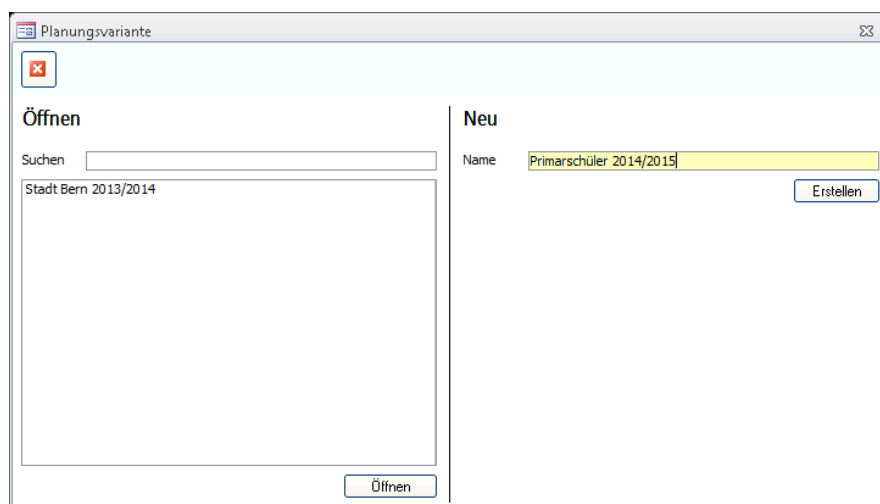 Planungsvariante
Öffnen
Suchen
Stadt Bern 2013/2014
Öffnen
Neu
Name Primarschüler 2014/2015
Erstellen